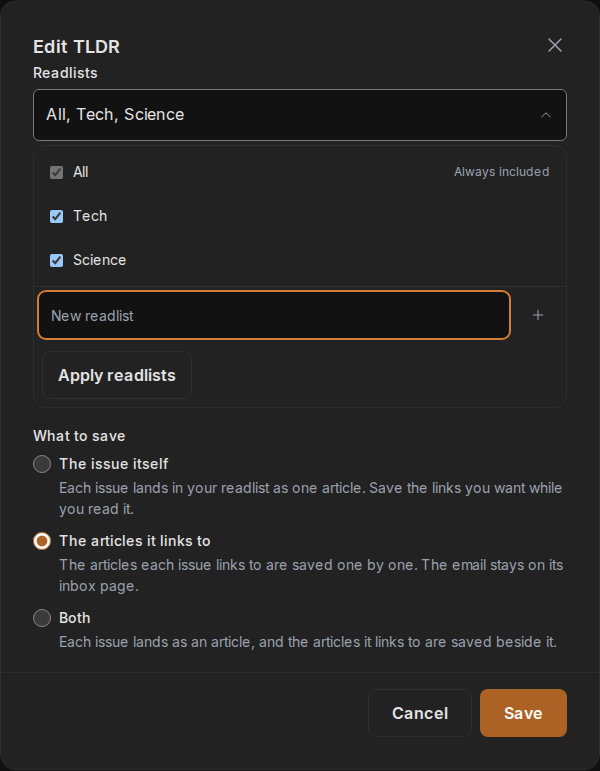 Edit TLDR
Readlists
All, Tech, Science
All
Always included
Tech
Science
New readlist
+
Apply readlists
What to save
The issue itself
Each issue lands in your readlist as one article. Save the links you want while
you read it.
The articles it links to
The articles each issue links to are saved one by one. The email stays on its
inbox page.
Both
Each issue lands as an article, and the articles it links to are saved beside it.
Cancel
Save